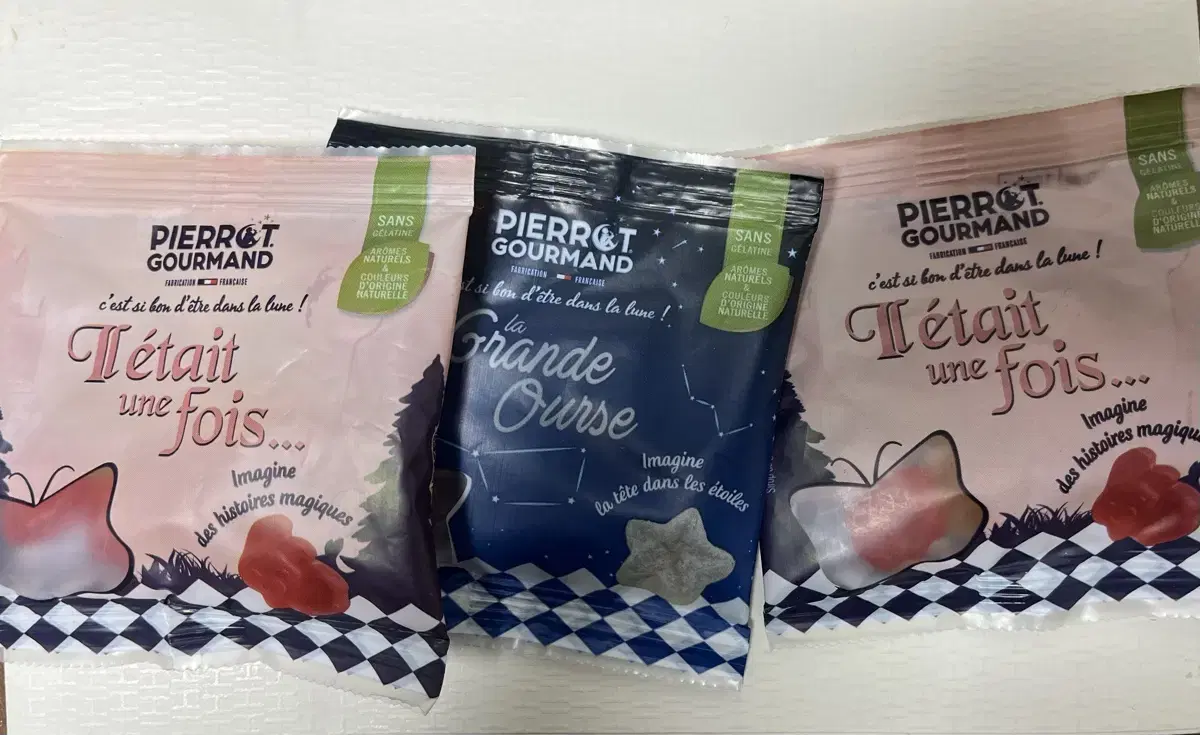 PIERROT
GOURMAND
FABRICATION FRANÇAISE
c'est si bon d'être dans la lune !
Il était
une fois...
Imagine
des histoires magiques
SANS
GÉLATINE
ARÔMES
NATURELS
&
COULEURS
D'ORIGINE
NATURELLE
PIERROT
GOURMAND
FABRICATION FRANÇAISE
st si bon d'être dans la lune !
la
Grande
Ourse
Imagine
la tête dans les étoiles
SANS
GÉLATINE
ARÔMES
NATURELS
&
COULEURS
D'ORIGINE
NATURELLE
PIERROT
GOURMAND
FABRICATION FRANÇAISE
c'est si bon d'être dans la lune !
Il était
une fois...
Imagine
des histoires magiqu
SANS
GÉLATINE
ARÔMES
NATURELS
&
COULEURS
D'ORIGINE
NATURELLE